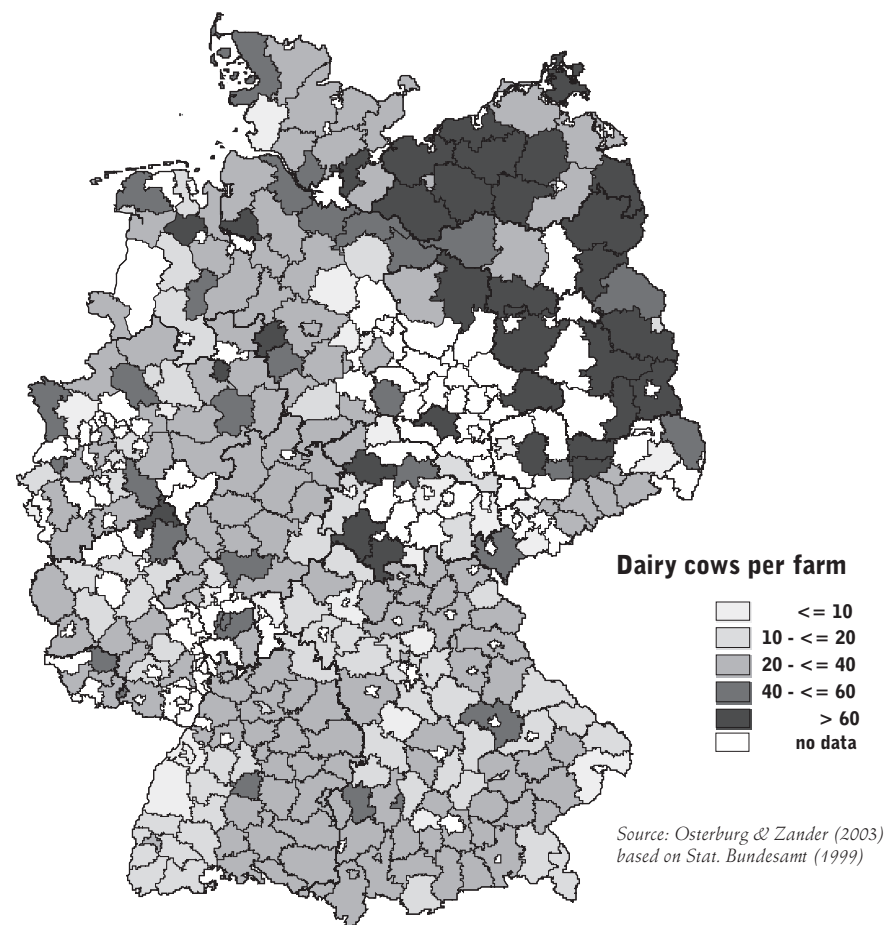 Dairy cows per farm
<= 10
10 - <= 20
20 - <= 40
40 - <= 60
> 60
no data
Source: Osterburg & Zander (2003)
based on Stat. Bundesamt (1999)